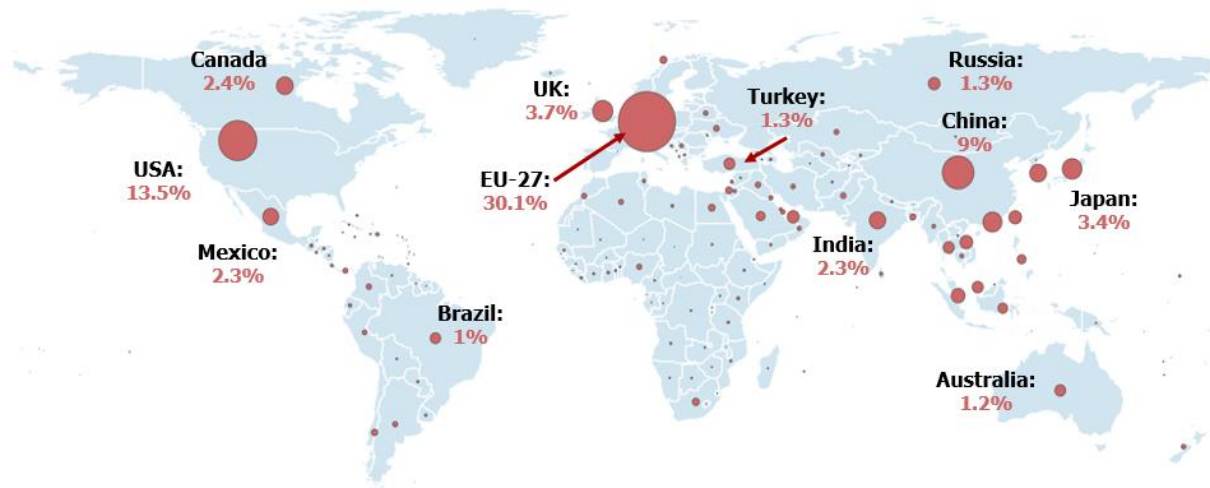 Canada
2.4%
USA:
13.5%
Mexico:
2.3%
Brazil:
1%
UK:
3.7%
EU-27:
30.1%
Turkey:
1.3%
Russia:
1.3%
China:
9%
Japan:
3.4%
India:
2.3%
Australia:
1.2%